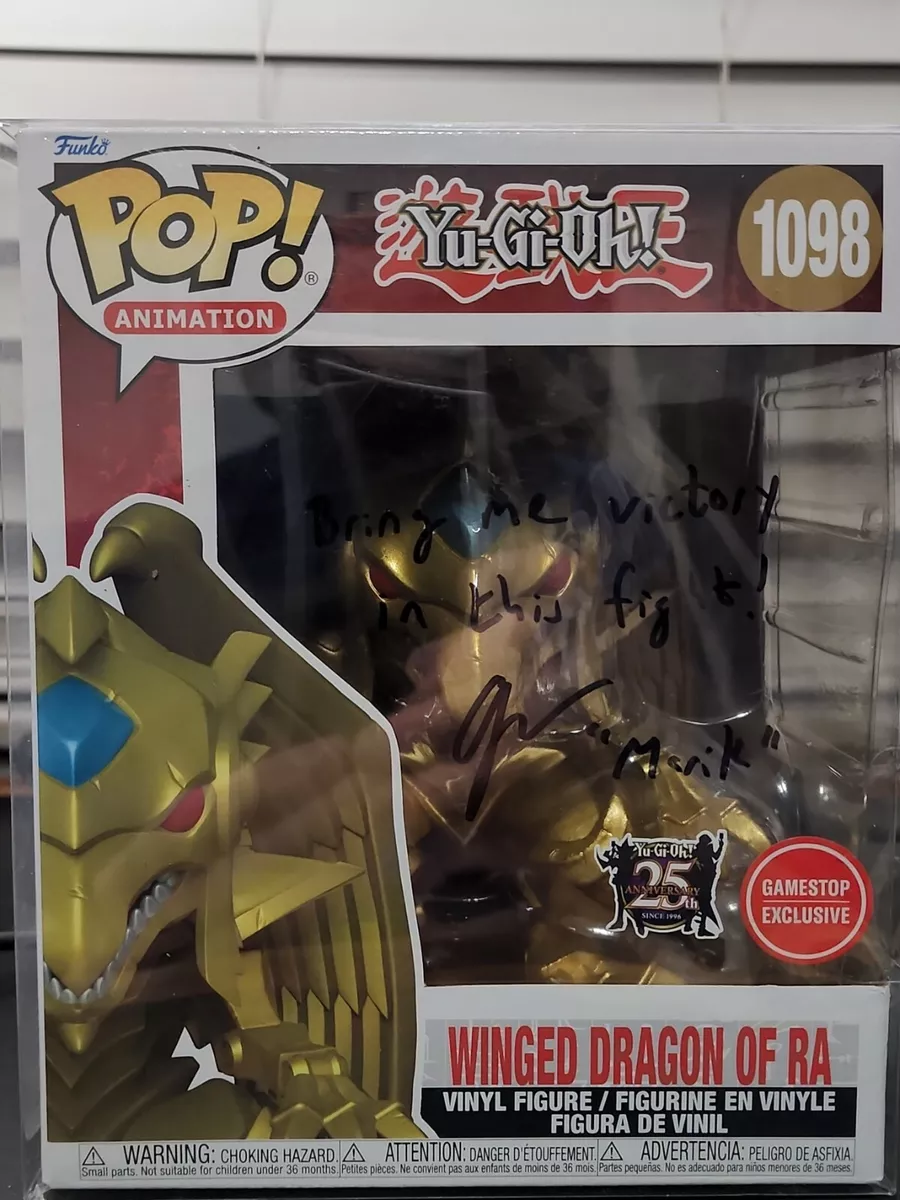 Funko
POP!
®
ANIMATION
遊戯王
Yu-Gi-Oh!
1098
Bring me victory
in this fight!
"Marik"
Yu-Gi-Oh!
25th
ANNIVERSARY
SINCE 1996
GAMESTOP
EXCLUSIVE
WINGED DRAGON OF RA
VINYL FIGURE / FIGURINE EN VINYLE
FIGURA DE VINIL
WARNING: CHOKING HAZARD.
Small parts. Not suitable for children under 36 months.
ATTENTION: DANGER D'ÉTOUFFEMENT.
Petites pièces. Ne convient pas aux enfants de moins de 36 mois.
ADVERTENCIA: PELIGRO DE ASFIXIA.
Partes pequeñas. No es adecuado para niños menores de 36 meses.